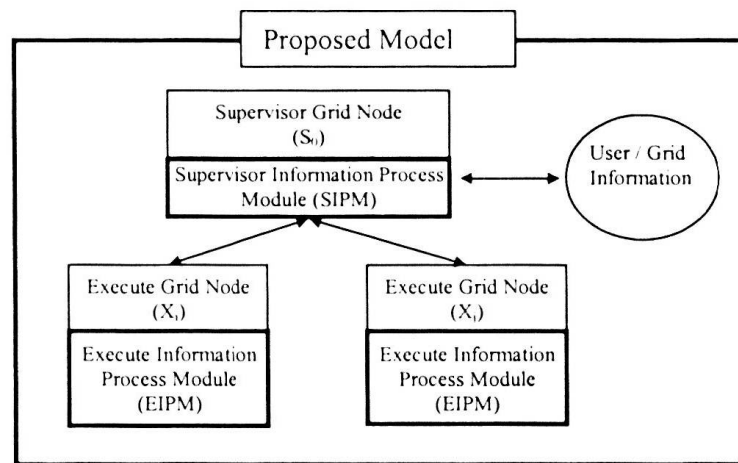 Proposed Model
Supervisor Grid Node
(S₀)
Supervisor Information Process
Module (SIPM)
User / Grid
Information
Execute Grid Node
(X₁)
Execute Information
Process Module
(EIPM)
Execute Grid Node
(X₁)
Execute Information
Process Module
(EIPM)